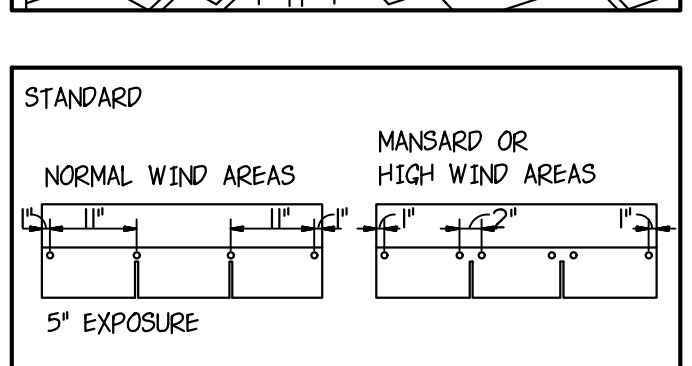 STANDARD
NORMAL WIND AREAS
1" 11" 11" 1"
5" EXPOSURE
MANSARD OR
HIGH WIND AREAS
1" 2" 1"